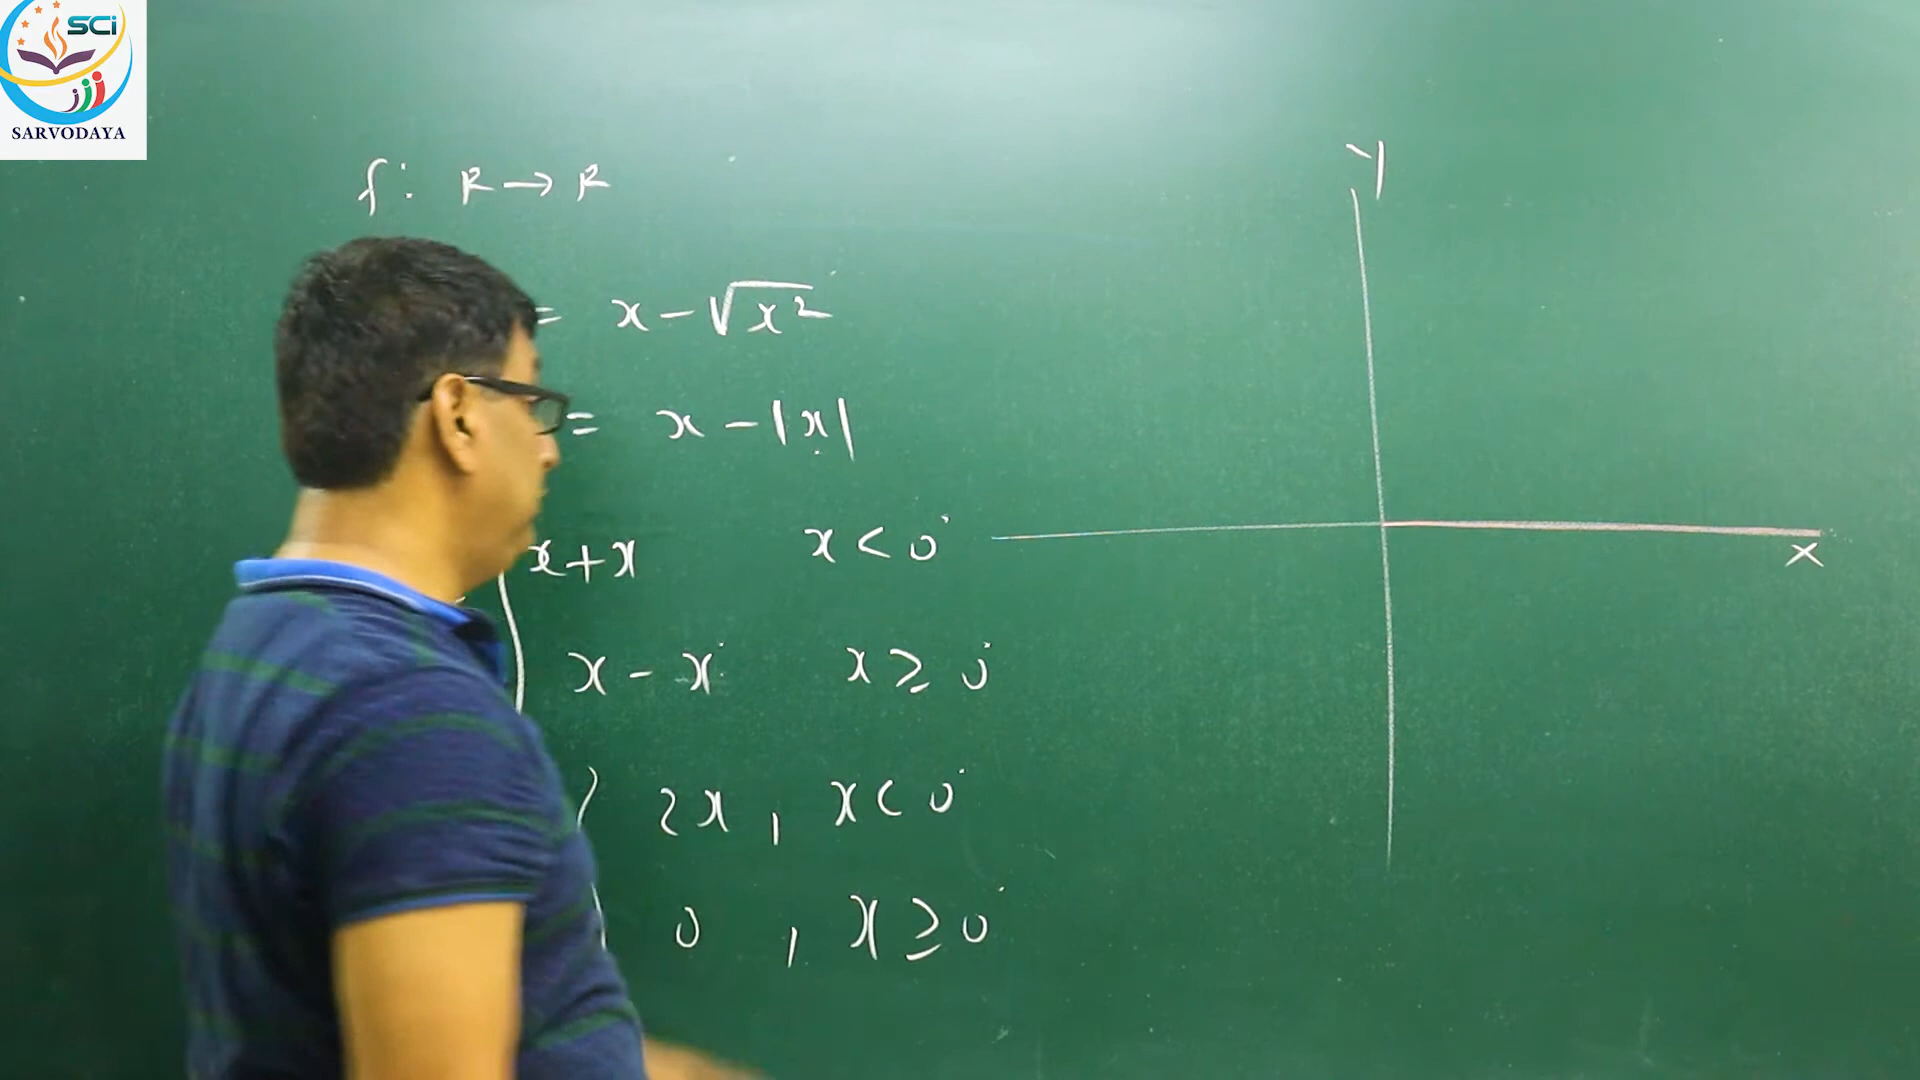 SCi
SARVODAYA
f: R → R
= x - √x²
= x - |x|
x + x x < 0
x - x x ≥ 0
2x , x < 0
0 , x ≥ 0
Y
X